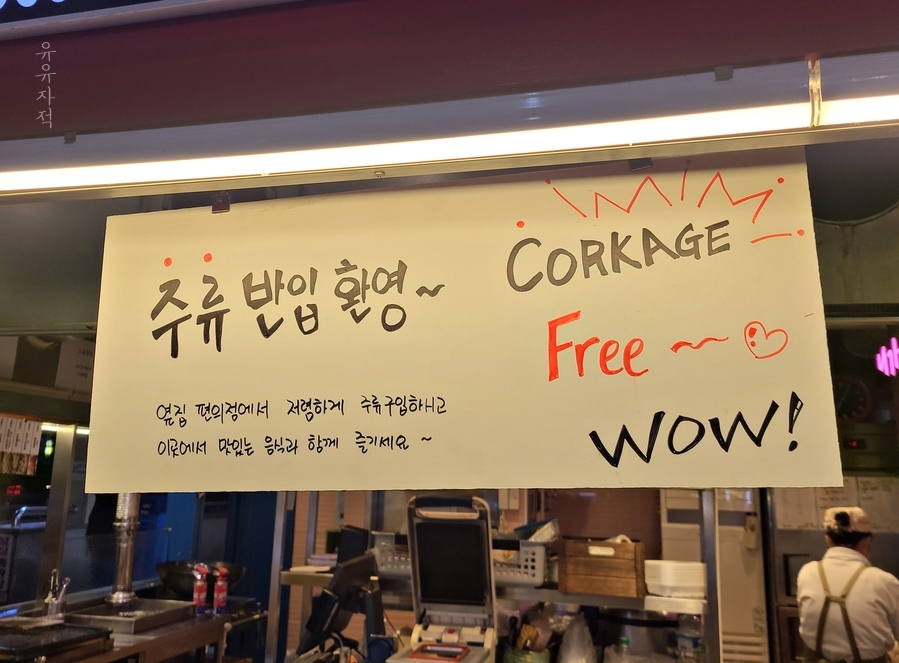 유유자적
주류 반입 환영~
옆집 편의점에서 저렴하게 주류구입하시고
이곳에서 맛있는 음식과 함께 즐기세요~
CORKAGE
Free~♡
WOW!